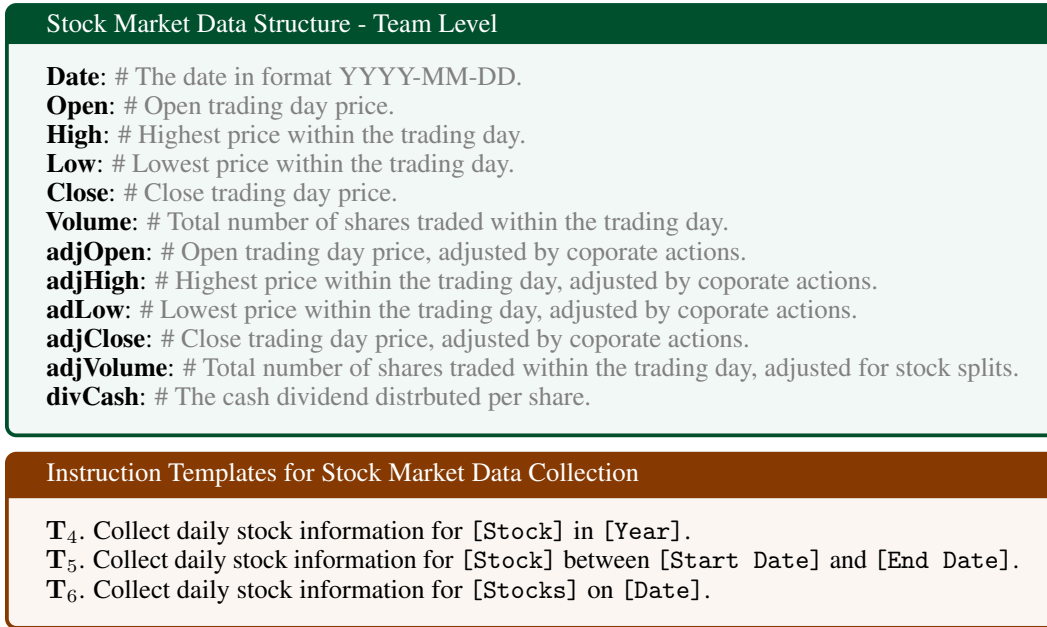 Stock Market Data Structure - Team Level
Date: # The date in format YYYY-MM-DD.
Open: # Open trading day price.
High: # Highest price within the trading day.
Low: # Lowest price within the trading day.
Close: # Close trading day price.
Volume: # Total number of shares traded within the trading day.
adjOpen: # Open trading day price, adjusted by coporate actions.
adjHigh: # Highest price within the trading day, adjusted by coporate actions.
adLow: # Lowest price within the trading day, adjusted by coporate actions.
adjClose: # Close trading day price, adjusted by coporate actions.
adjVolume: # Total number of shares traded within the trading day, adjusted for stock splits.
divCash: # The cash dividend distrbuted per share.
Instruction Templates for Stock Market Data Collection
T₄. Collect daily stock information for [Stock] in [Year].
T₅. Collect daily stock information for [Stock] between [Start Date] and [End Date].
T₆. Collect daily stock information for [Stocks] on [Date].